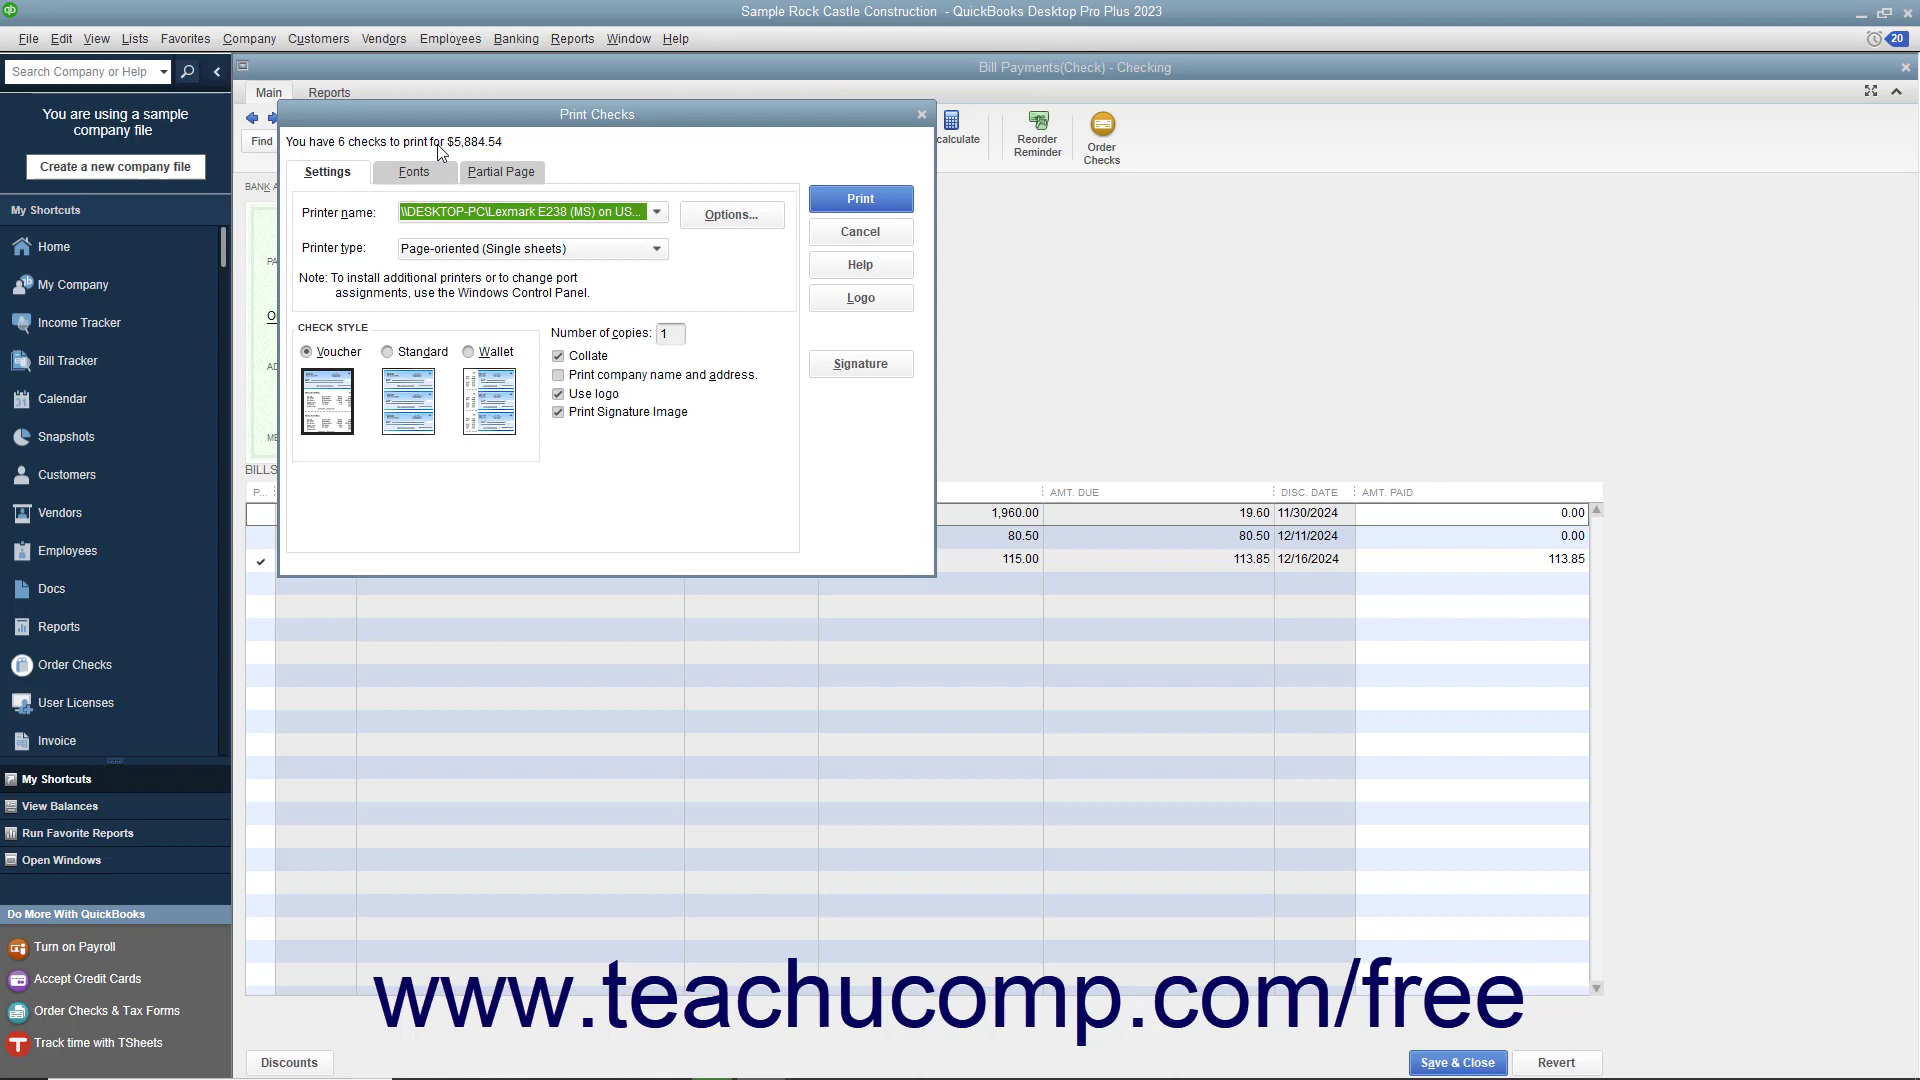 Sample Rock Castle Construction - QuickBooks Desktop Pro Plus 2023
File Edit View Lists Favorites Company Customers Vendors Employees Banking Reports Window Help
20
Search Company or Help
Bill Payments(Check) - Checking
You are using a sample
company file
Create a new company file
My Shortcuts
Home
My Company
Income Tracker
Bill Tracker
Calendar
Snapshots
Customers
Vendors
Employees
Docs
Reports
Order Checks
User Licenses
Invoice
My Shortcuts
View Balances
Run Favorite Reports
Open Windows
Do More With QuickBooks
Turn on Payroll
Accept Credit Cards
Order Checks & Tax Forms
Track time with TSheets
Main Reports
Find
calculate
Reorder
Reminder
Order
Checks
BANK A
PA
O
AD
ME
BILLS
Print Checks
You have 6 checks to print for $5,884.54
Settings Fonts Partial Page
Printer name: \\DESKTOP-PC\Lexmark E238 (MS) on US... Options...
Printer type: Page-oriented (Single sheets)
Note: To install additional printers or to change port
assignments, use the Windows Control Panel.
CHECK STYLE
Voucher Standard Wallet
Number of copies: 1
Collate
Print company name and address.
Use logo
Print Signature Image
Print
Cancel
Help
Logo
Signature
P... AMT. DUE DISC. DATE AMT. PAID
1,960.00 19.60 11/30/2024 0.00
80.50 80.50 12/11/2024 0.00
115.00 113.85 12/16/2024 113.85
www.teachucomp.com/free
Discounts
Save & Close Revert